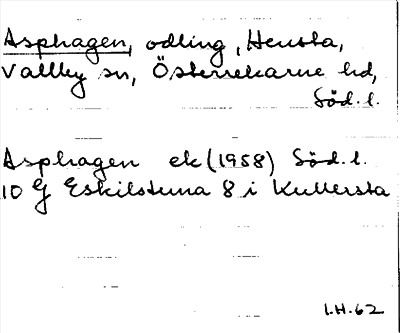 Asphagen, odling, Hensta,
Vallby sn, Österrekarne hd,
Söd. l.
Asphagen ek (1958) Söd. l.
10 G Eskilstuna 8 i Kullersta
I.H. 62